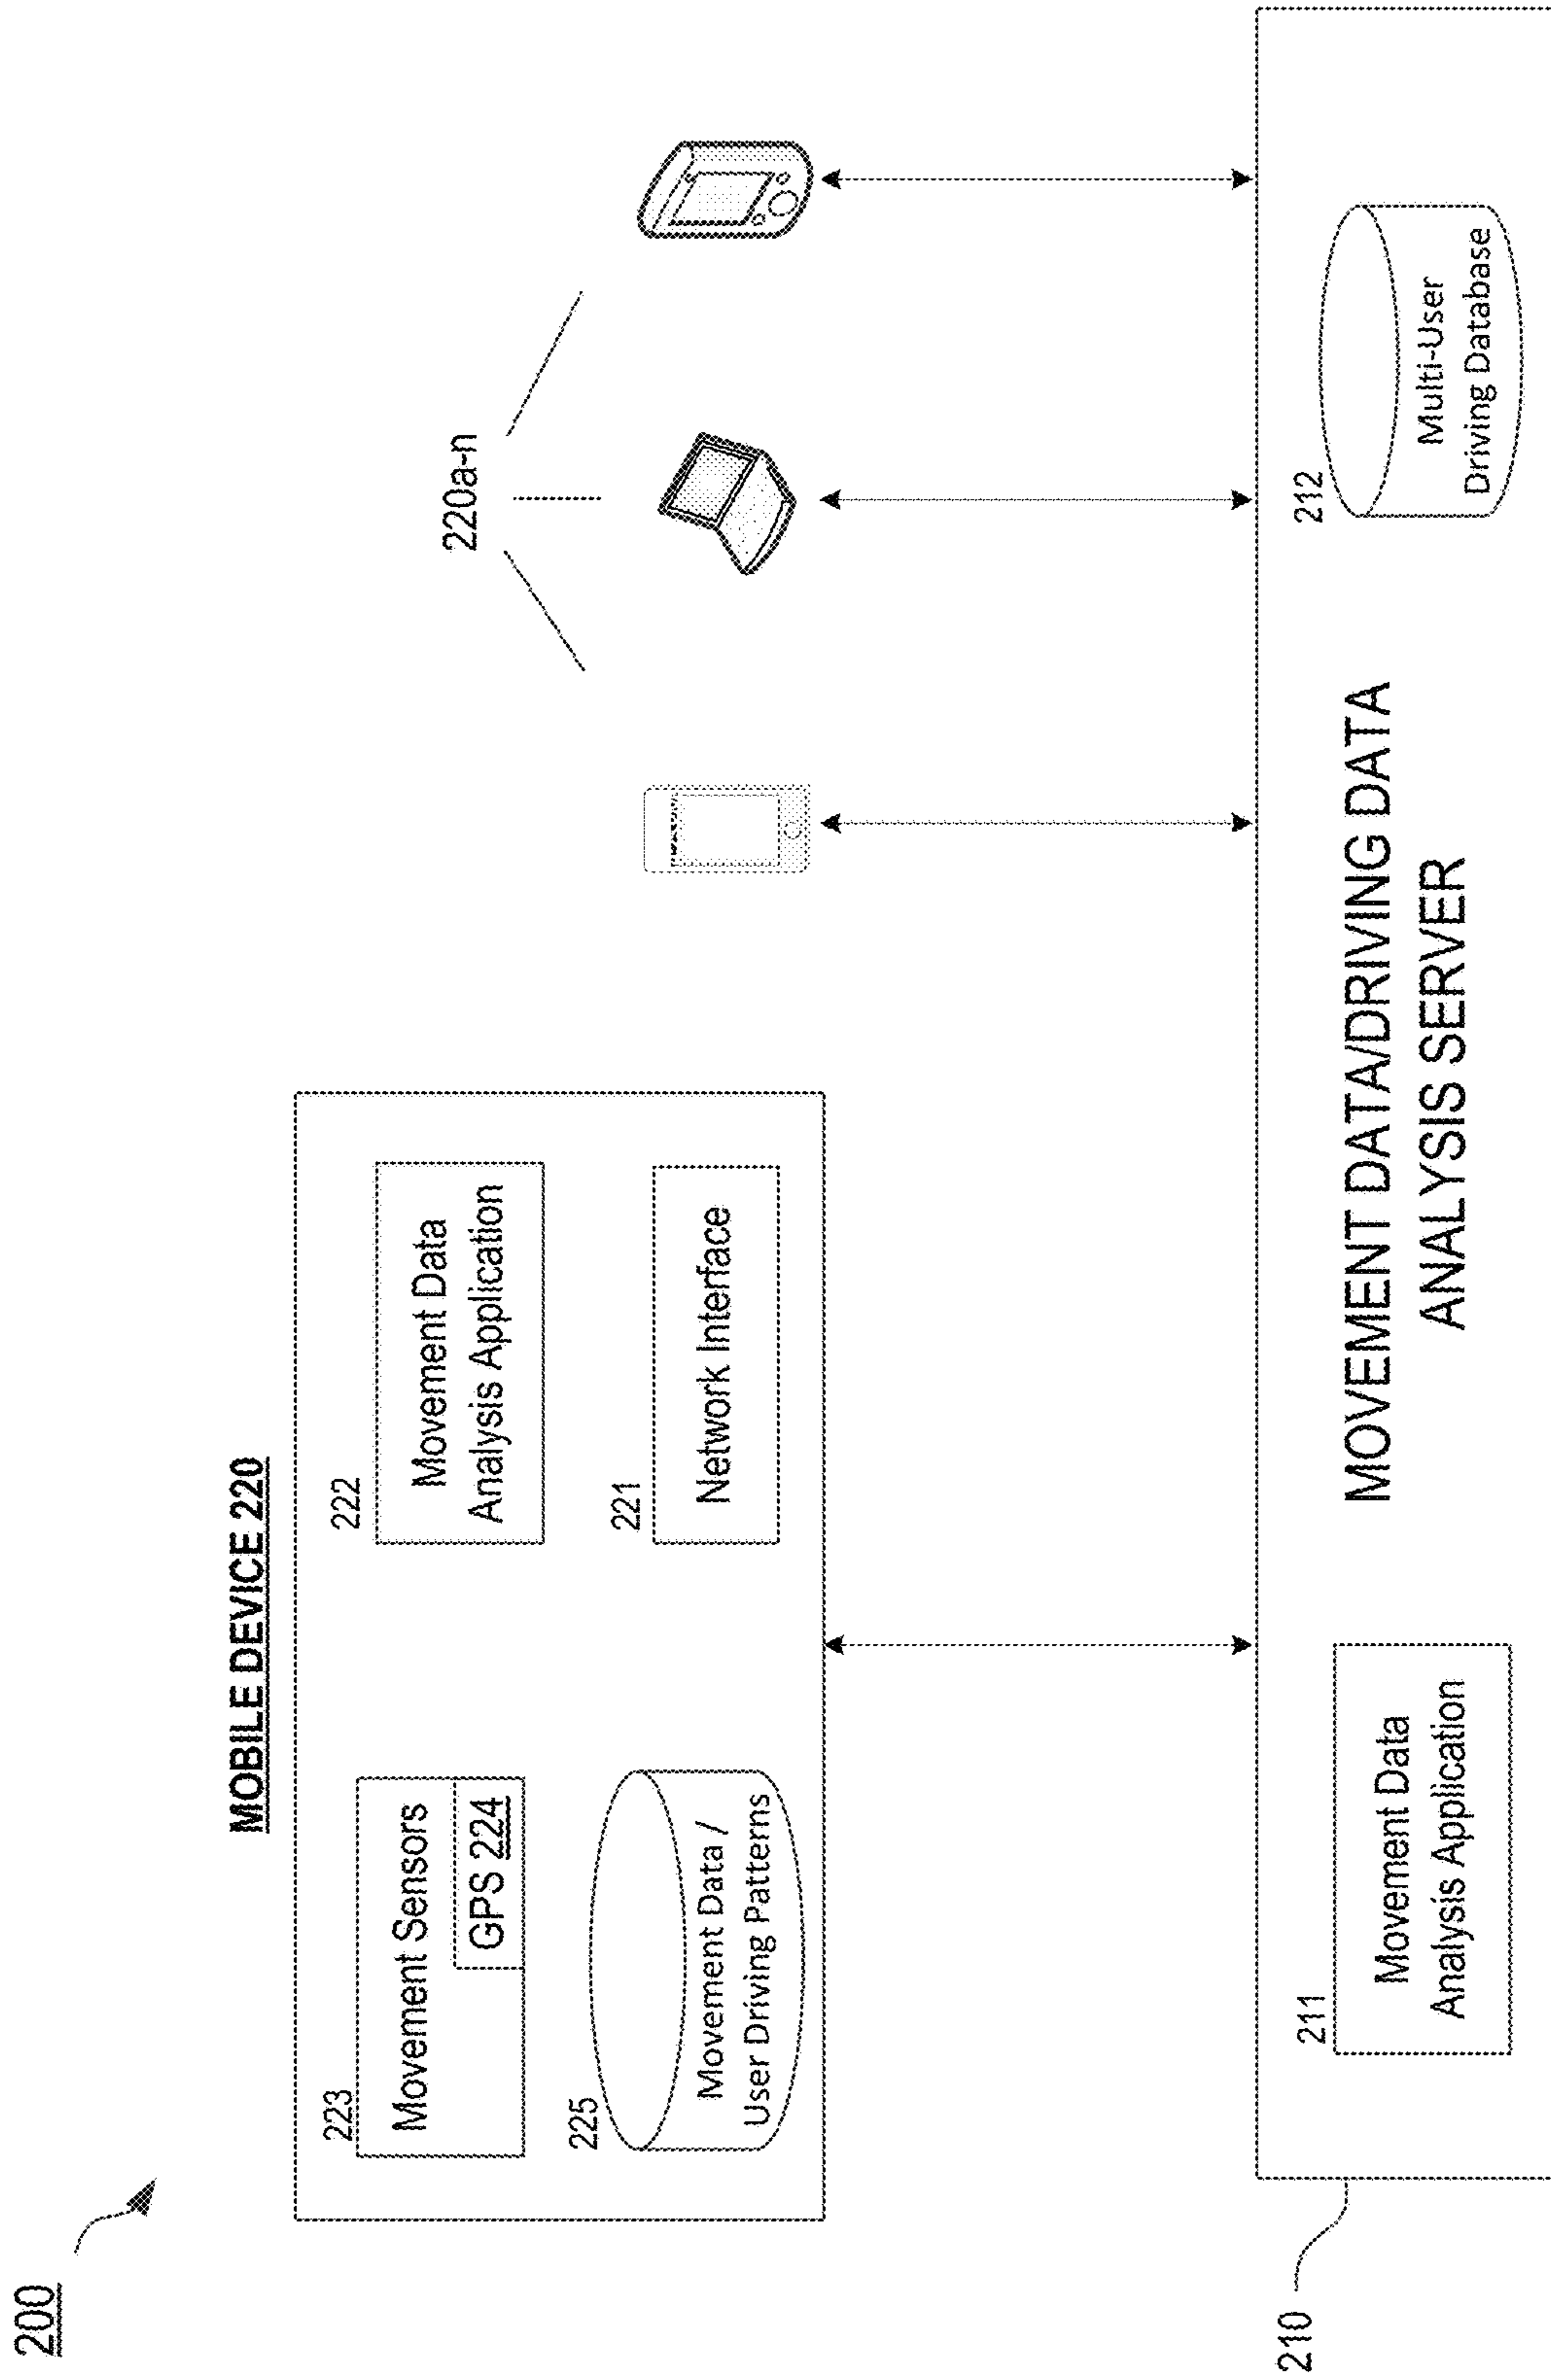 200
MOBILE DEVICE 220
223
Movement Sensors
GPS 224
222
Movement Data
Analysis Application
225
Movement Data /
User Driving Patterns
221
Network Interface
220a-n
210
211
Movement Data
Analysis Application
MOVEMENT DATA/DRIVING DATA
ANALYSIS SERVER
212
Multi-User
Driving Database